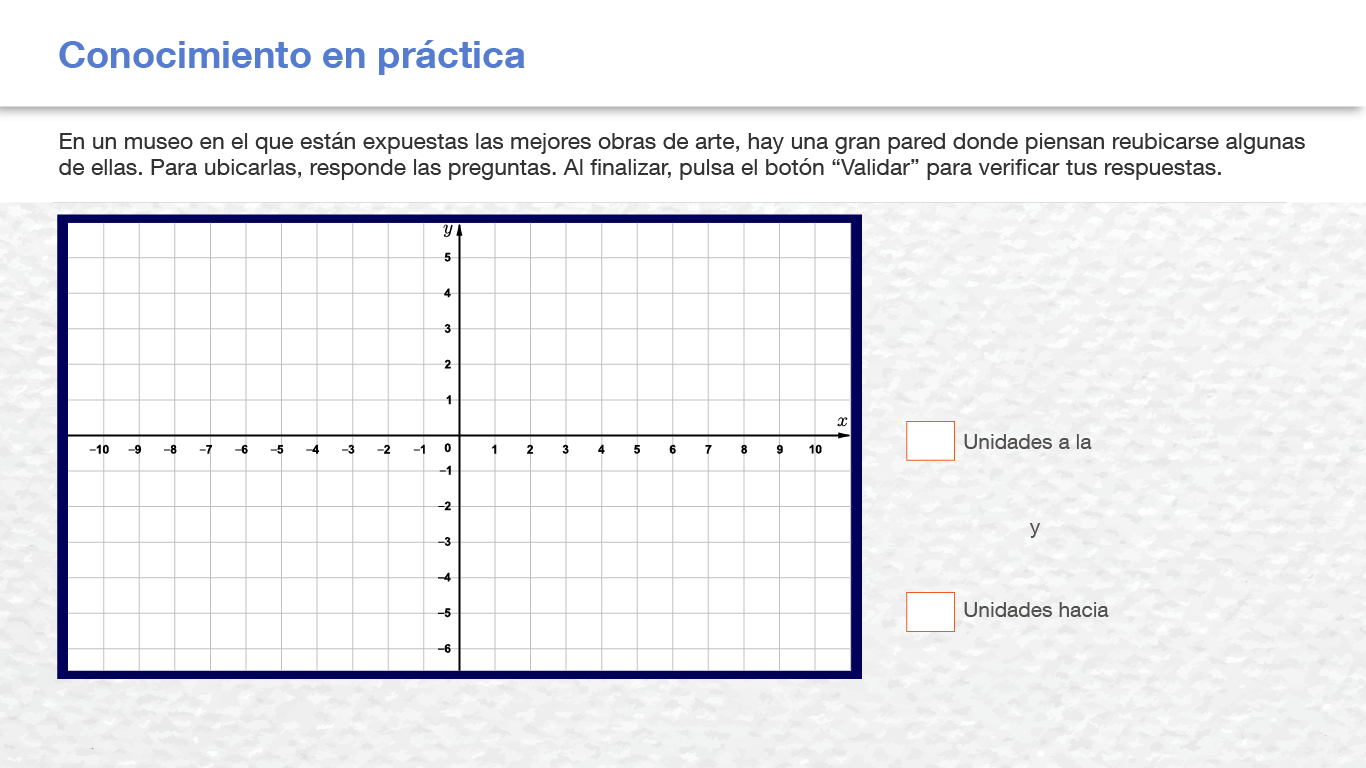 Conocimiento en práctica
En un museo en el que están expuestas las mejores obras de arte, hay una gran pared donde piensan reubicarse algunas
de ellas. Para ubicarlas, responde las preguntas. Al finalizar, pulsa el botón “Validar” para verificar tus respuestas.
y
5
4
3
2
1
x
–10 –9 –8 –7 –6 –5 –4 –3 –2 –1 0 1 2 3 4 5 6 7 8 9 10
–1
–2
–3
–4
–5
–6
Unidades a la
y
Unidades hacia